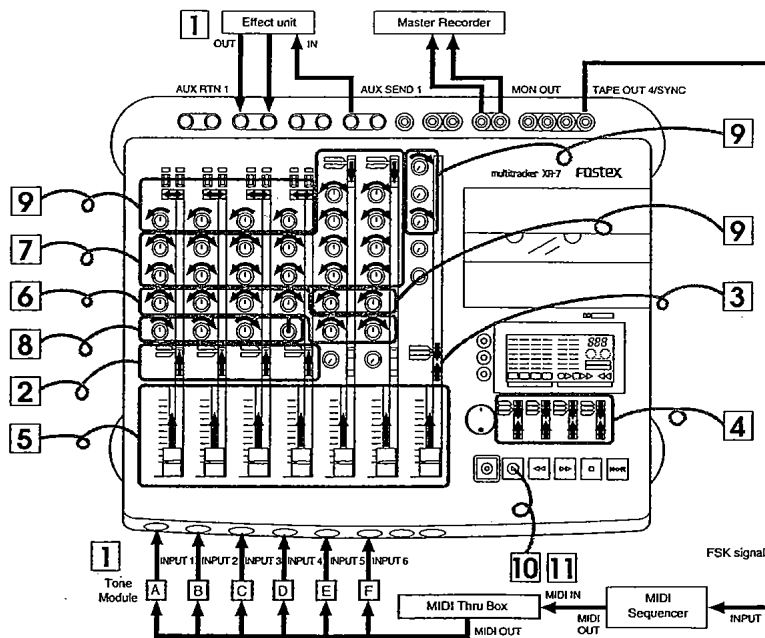 1
Effect unit
Master Recorder
OUT
IN
AUX RTN 1
AUX SEND 1
MON OUT
TAPE OUT 4/SYNC
9
multitracker XR-7 Fostex
9
7
9
6
3
8
2
5
4
1
INPUT 1
INPUT 2
INPUT 3
INPUT 4
INPUT 5
INPUT 6
10 11
FSK signal
Tone
Module
A
B
C
D
E
F
MIDI Thru Box
MIDI IN
MIDI
OUT
MIDI
Sequencer
INPUT
MIDI OUT